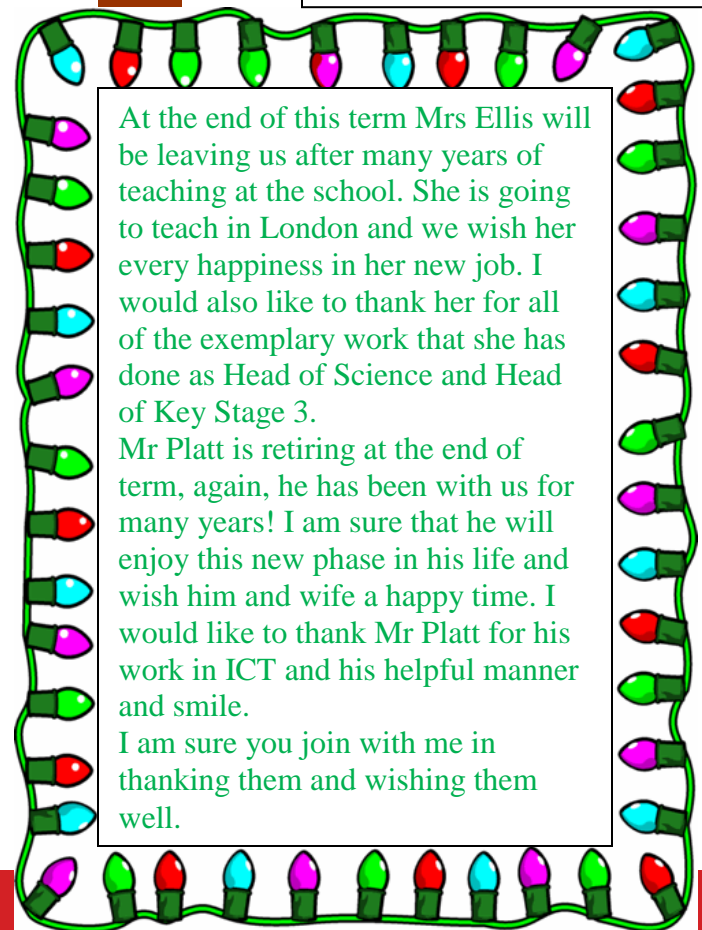 At the end of this term Mrs Ellis will
be leaving us after many years of
teaching at the school. She is going
to teach in London and we wish her
every happiness in her new job. I
would also like to thank her for all
of the exemplary work that she has
done as Head of Science and Head
of Key Stage 3.
Mr Platt is retiring at the end of
term, again, he has been with us for
many years! I am sure that he will
enjoy this new phase in his life and
wish him and wife a happy time. I
would like to thank Mr Platt for his
work in ICT and his helpful manner
and smile.
I am sure you join with me in
thanking them and wishing them
well.